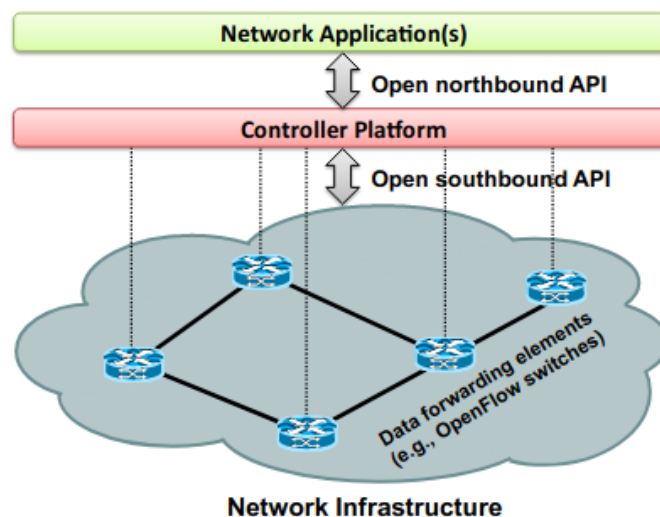 Network Application(s)
Open northbound API
Controller Platform
Open southbound API
Data forwarding elements
(e.g., OpenFlow switches)
Network Infrastructure